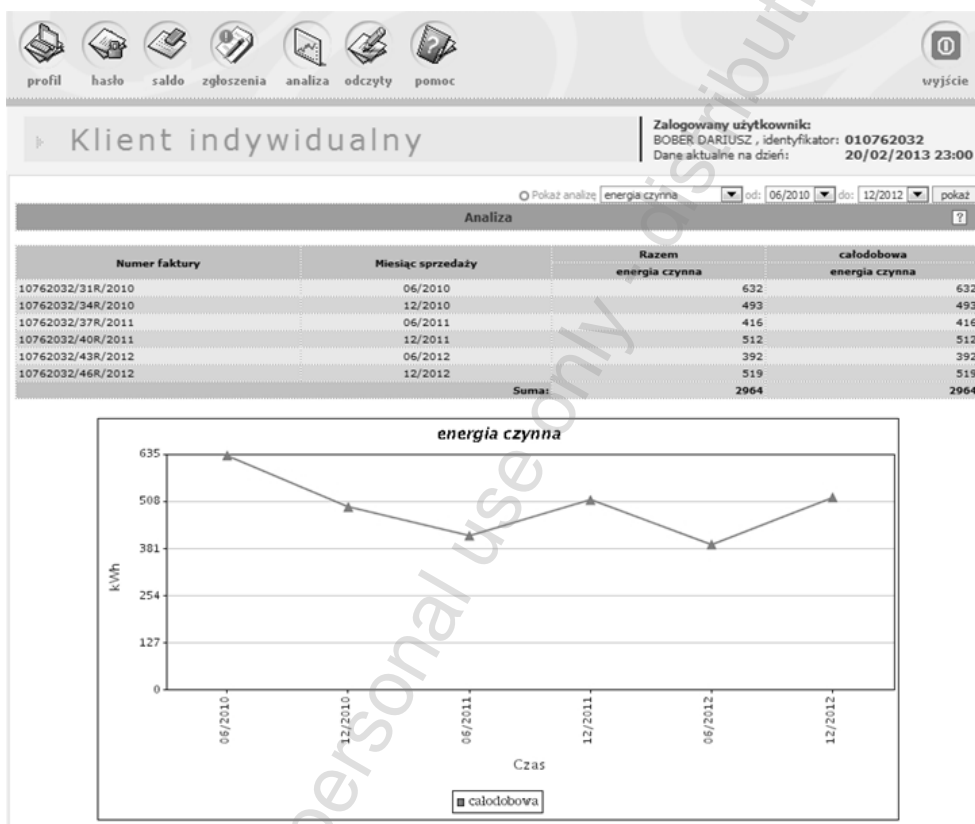 profil hasło saldo zgłoszenia analiza odczyty pomoc wyjście
Klient indywidualny
Zalogowany użytkownik:
BOBER DARIUSZ , identyfikator: 010762032
Dane aktualne na dzień: 20/02/2013 23:00
Pokaż analizę energia czynna od: 06/2010 do: 12/2012 pokaż
Analiza ?
Numer faktury Miesiąc sprzedaży Razem całodobowa
energia czynna energia czynna
10762032/31R/2010 06/2010 632 632
10762032/34R/2010 12/2010 493 493
10762032/37R/2011 06/2011 416 416
10762032/40R/2011 12/2011 512 512
10762032/43R/2012 06/2012 392 392
10762032/46R/2012 12/2012 519 519
Suma: 2964 2964
energia czynna
635
508
381
254
127
0
kWh
06/2010 12/2010 06/2011 12/2011 06/2012 12/2012
Czas
calodobowa
personal use only - distributi